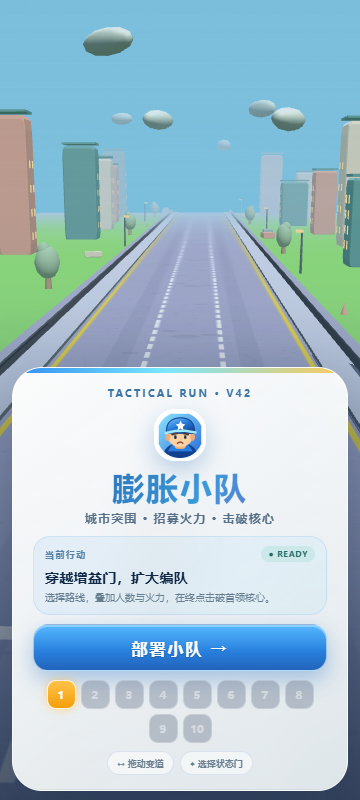 TACTICAL RUN • V42
膨胀小队
城市突围 • 招募火力 • 击破核心
当前行动
● READY
穿越增益门，扩大编队
选择路线，叠加人数与火力，在终点击破首领核心。
部署小队 →
1 2 3 4 5 6 7 8
9 10
↔ 拖动变道 ✦ 选择状态门